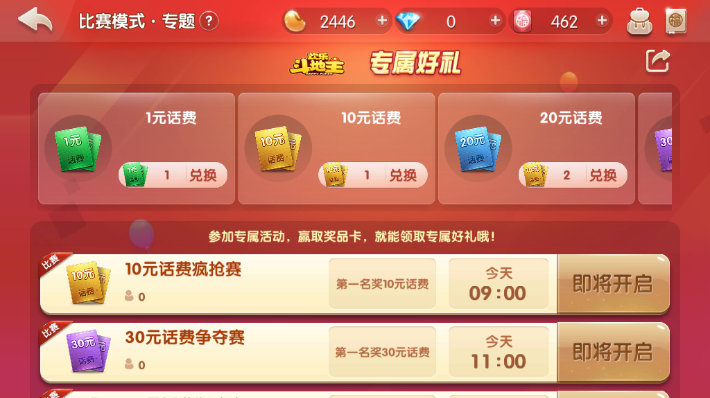 比赛模式·专题 ? 2446 + 0 + 462 +
欢乐斗地主 专属好礼
1元话费 10元话费 20元话费
1元 话费 10元 话费 20元 话费 30元
1 兑换 1 兑换 2 兑换
参加专属活动，赢取奖品卡，就能领取专属好礼哦！
比赛 10元 话费 10元话费疯抢赛 0 第一名奖10元话费 今天 09:00 即将开启
比赛 30元 话费 30元话费争夺赛 0 第一名奖30元话费 今天 11:00 即将开启